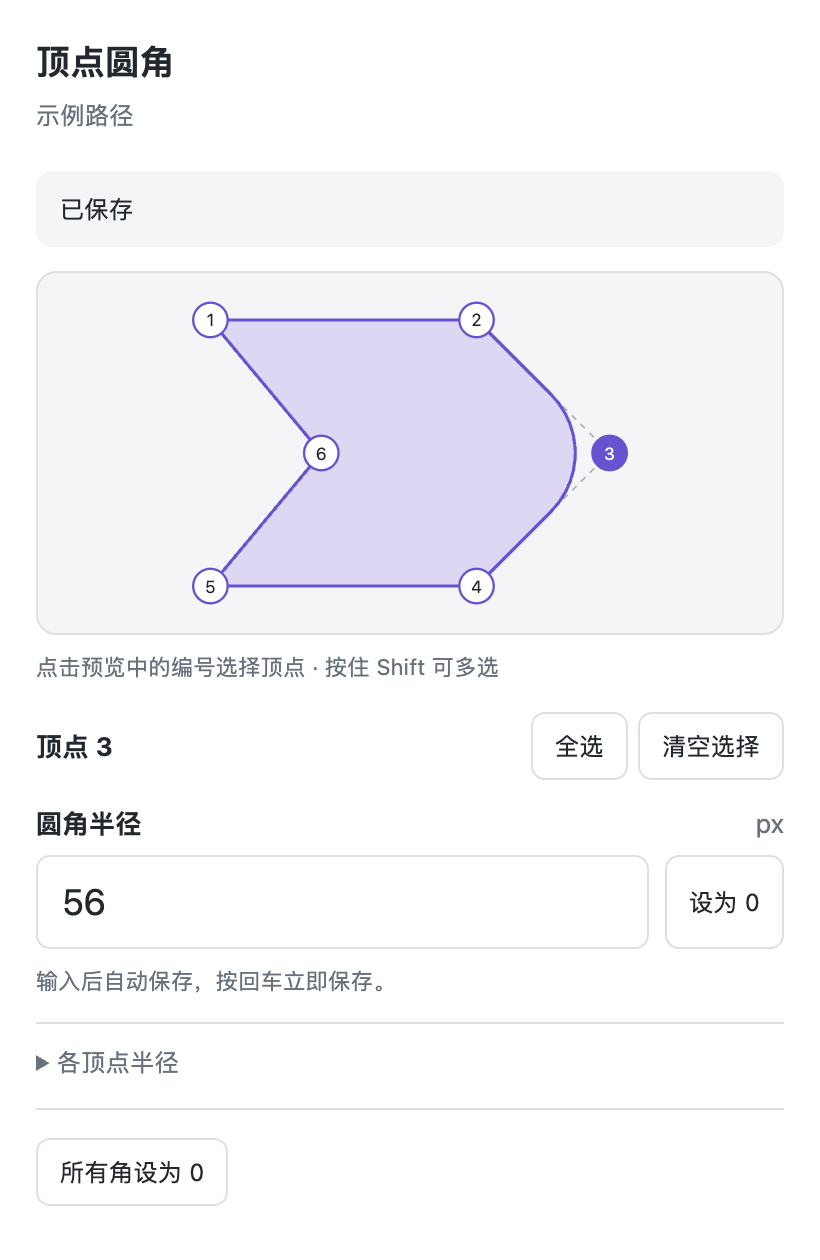 顶点圆角
示例路径
已保存
1
2
6
3
5
4
点击预览中的编号选择顶点 · 按住 Shift 可多选
顶点 3
全选
清空选择
圆角半径
px
56
设为 0
输入后自动保存，按回车立即保存。
▶ 各顶点半径
所有角设为 0